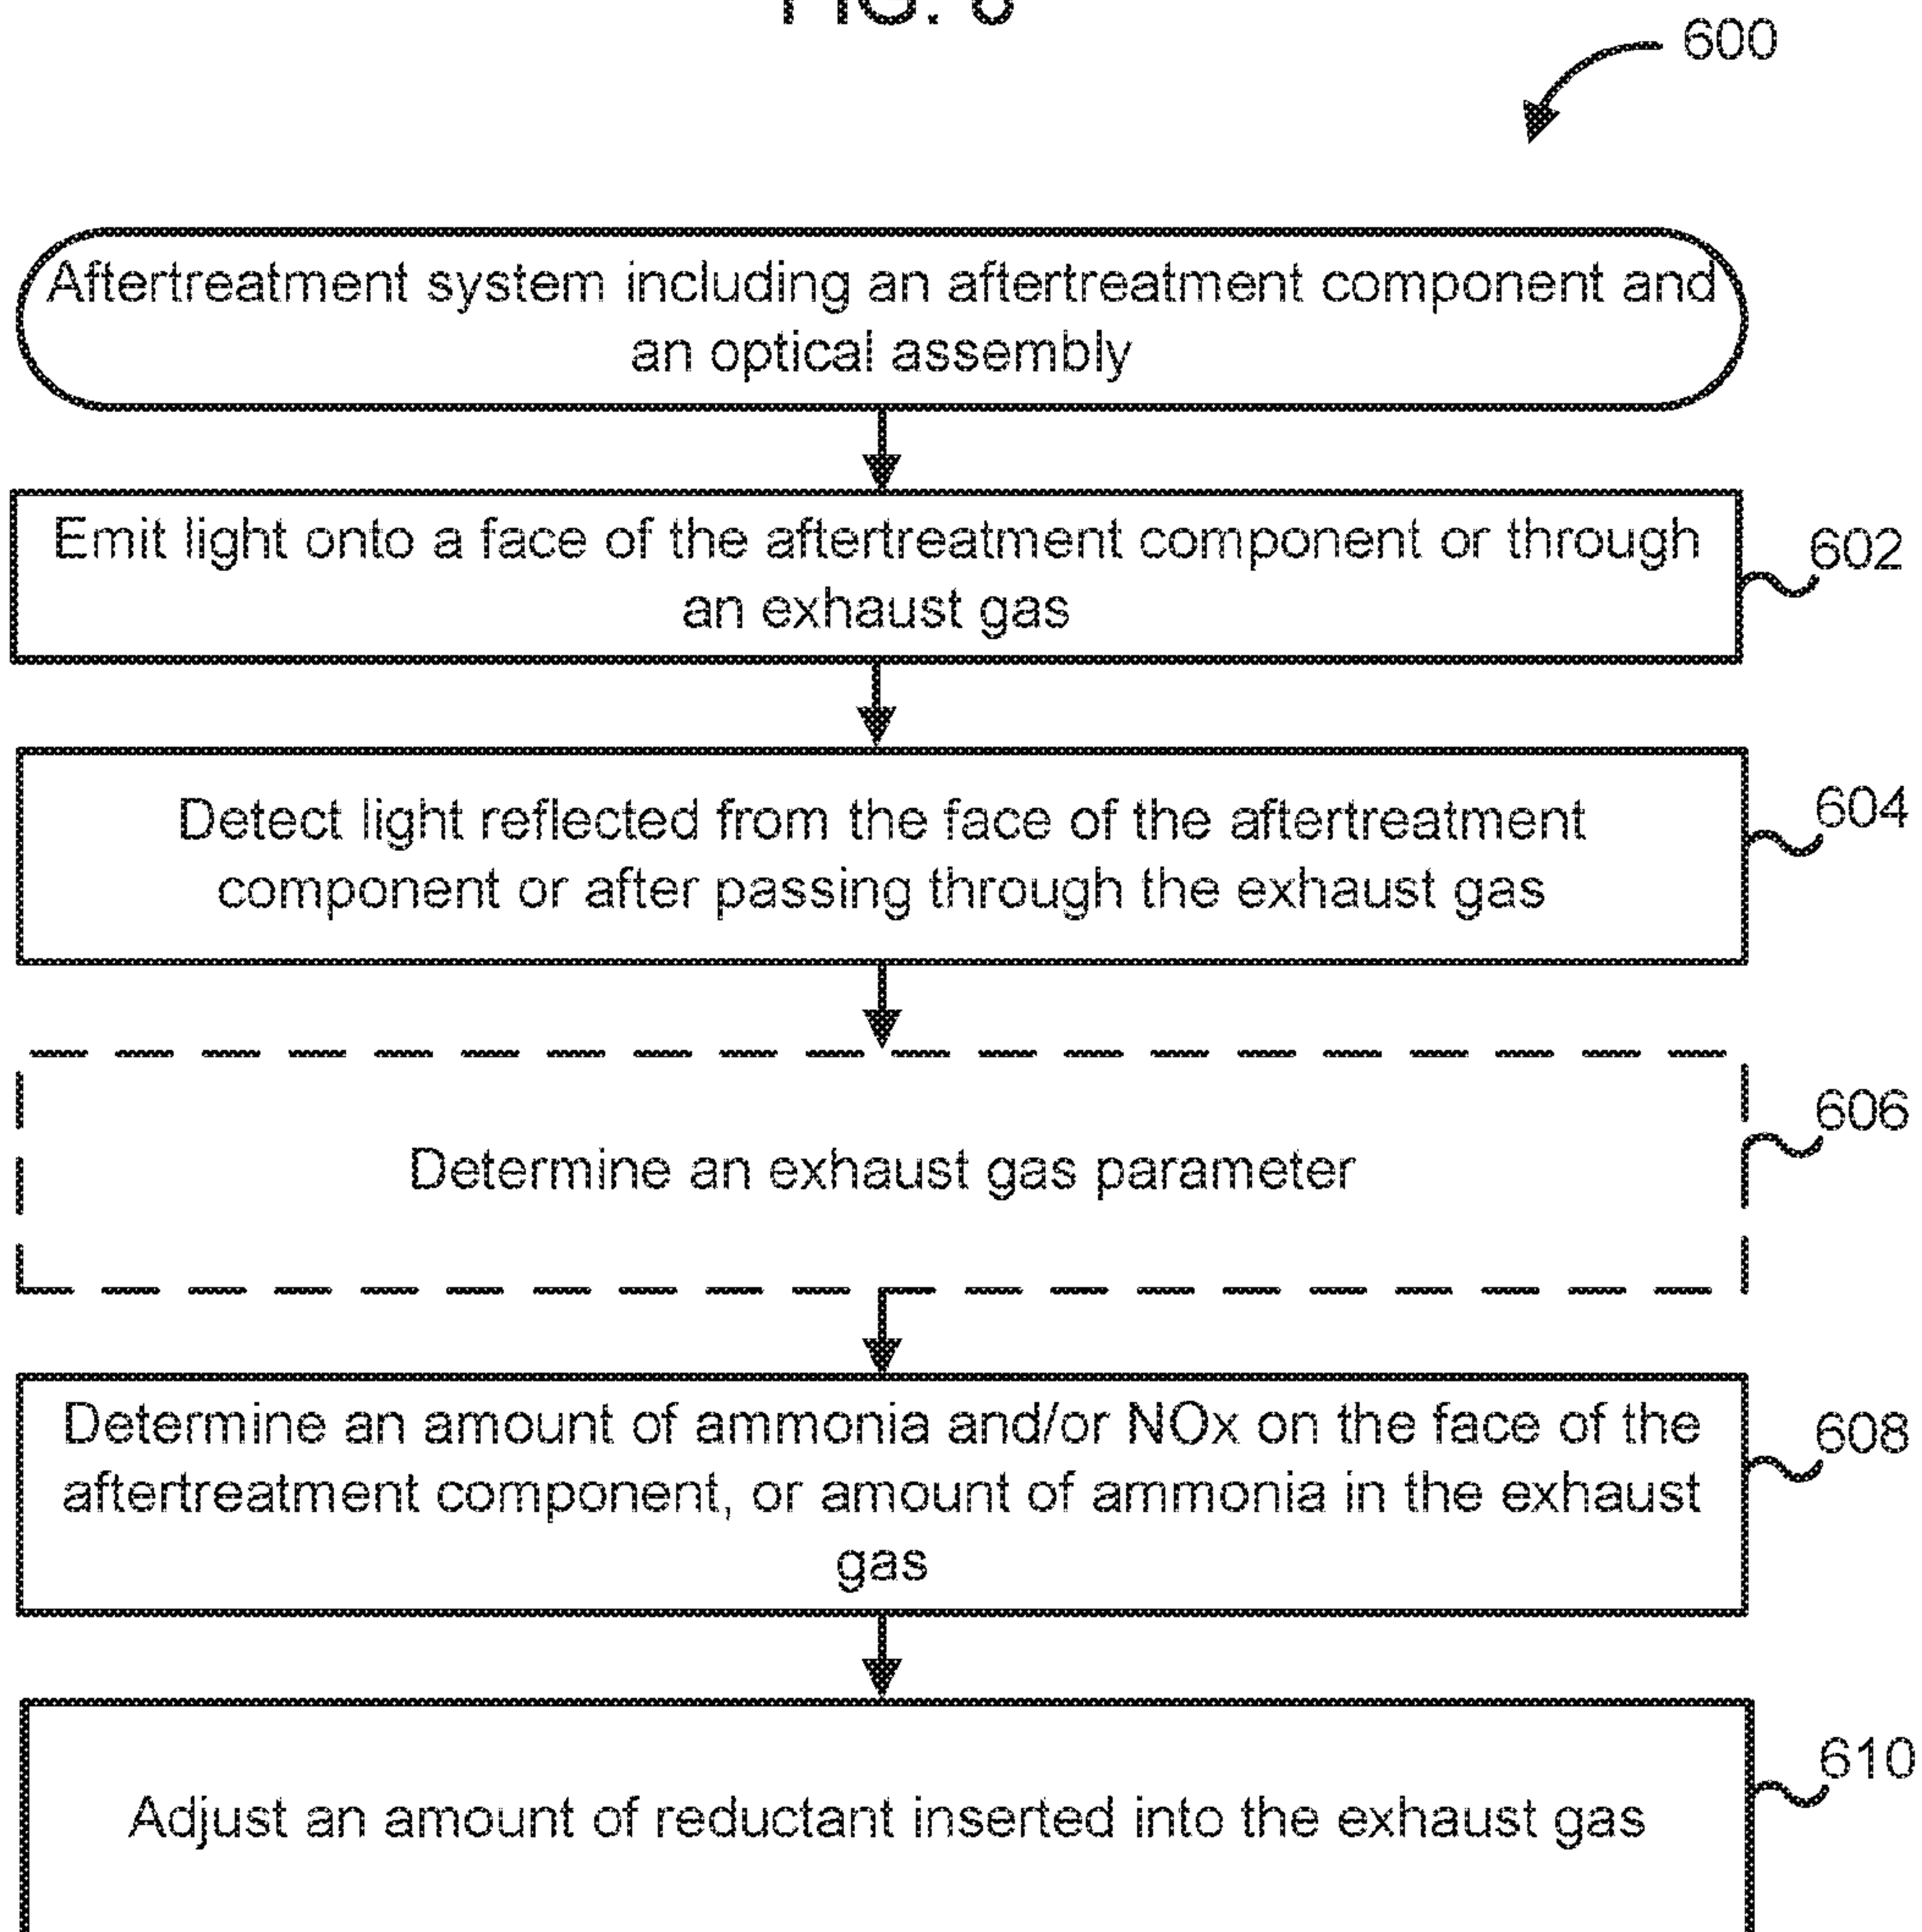 FIG.
600
Aftertreatment system including an aftertreatment component and
an optical assembly
Emit light onto a face of the aftertreatment component or through
an exhaust gas
602
Detect light reflected from the face of the aftertreatment
component or after passing through the exhaust gas
604
Determine an exhaust gas parameter
606
Determine an amount of ammonia and/or NOx on the face of the
aftertreatment component, or amount of ammonia in the exhaust
gas
608
Adjust an amount of reductant inserted into the exhaust gas
610